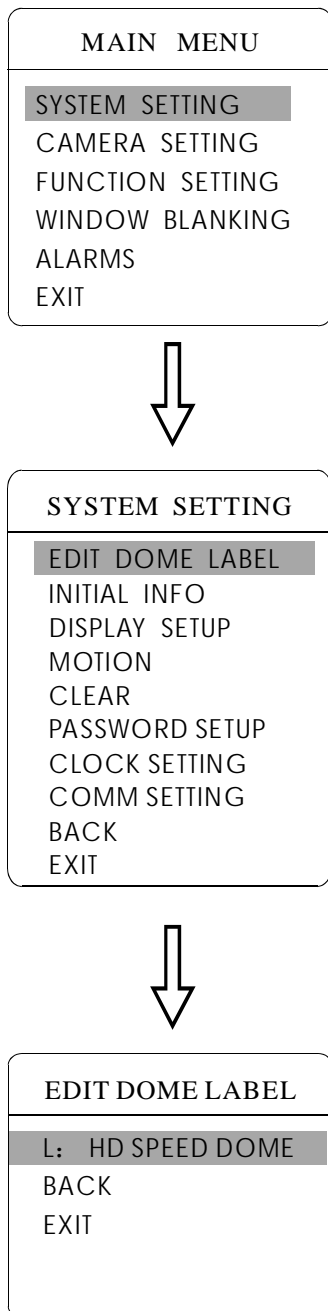 MAIN MENU
SYSTEM SETTING
CAMERA SETTING
FUNCTION SETTING
WINDOW BLANKING
ALARMS
EXIT
SYSTEM SETTING
EDIT DOME LABEL
INITIAL INFO
DISPLAY SETUP
MOTION
CLEAR
PASSWORD SETUP
CLOCK SETTING
COMM SETTING
BACK
EXIT
EDIT DOME LABEL
L： HD SPEED DOME
BACK
EXIT